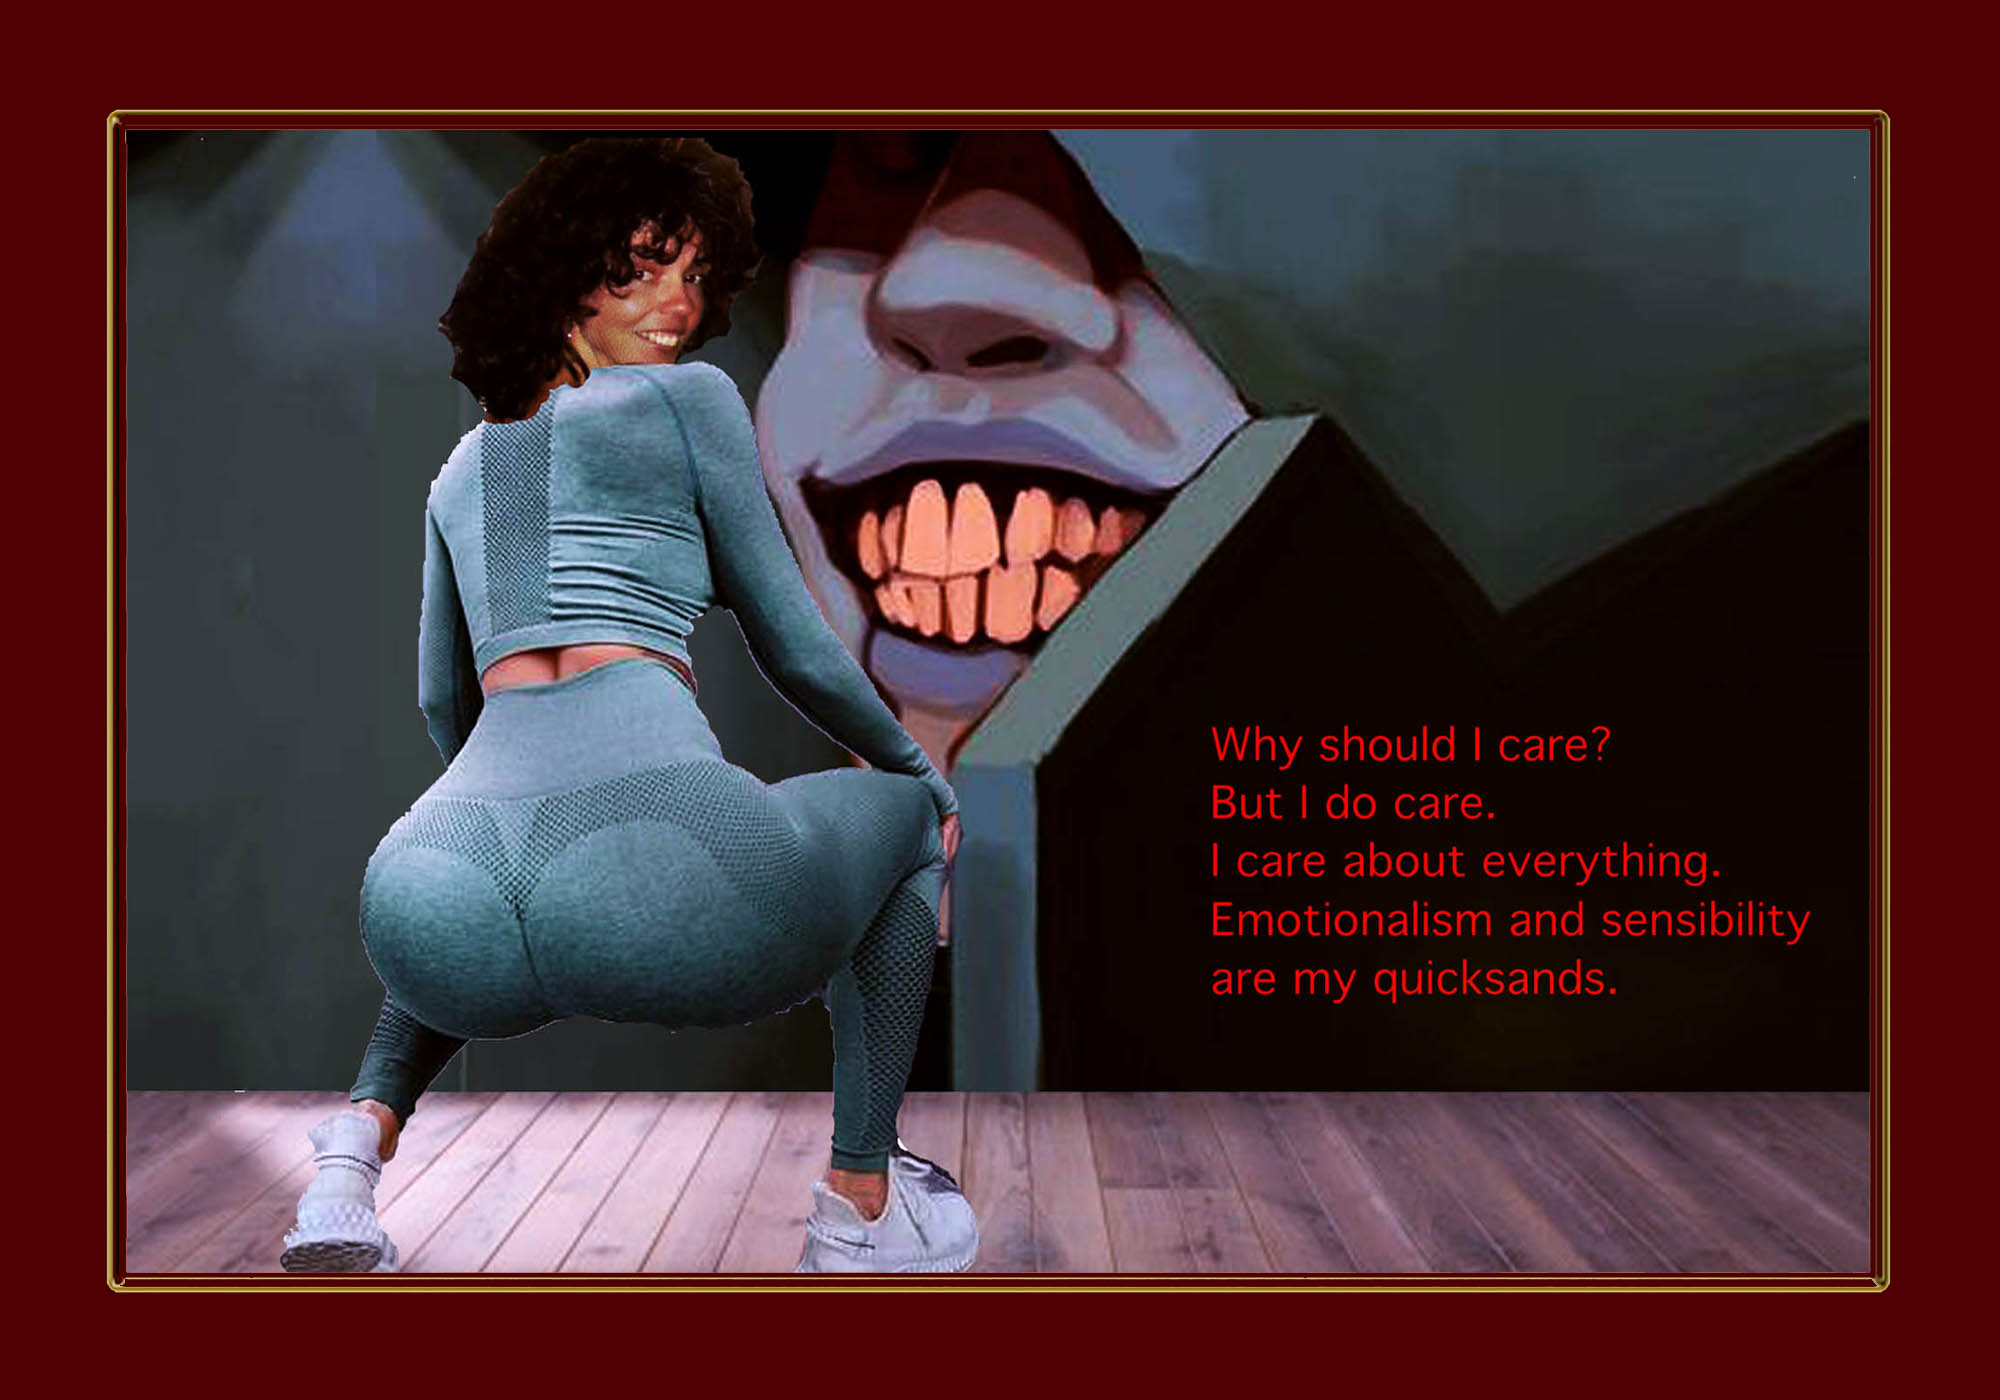 Why should I care?
But I do care.
I care about everything.
Emotionalism and sensibility
are my quicksands.